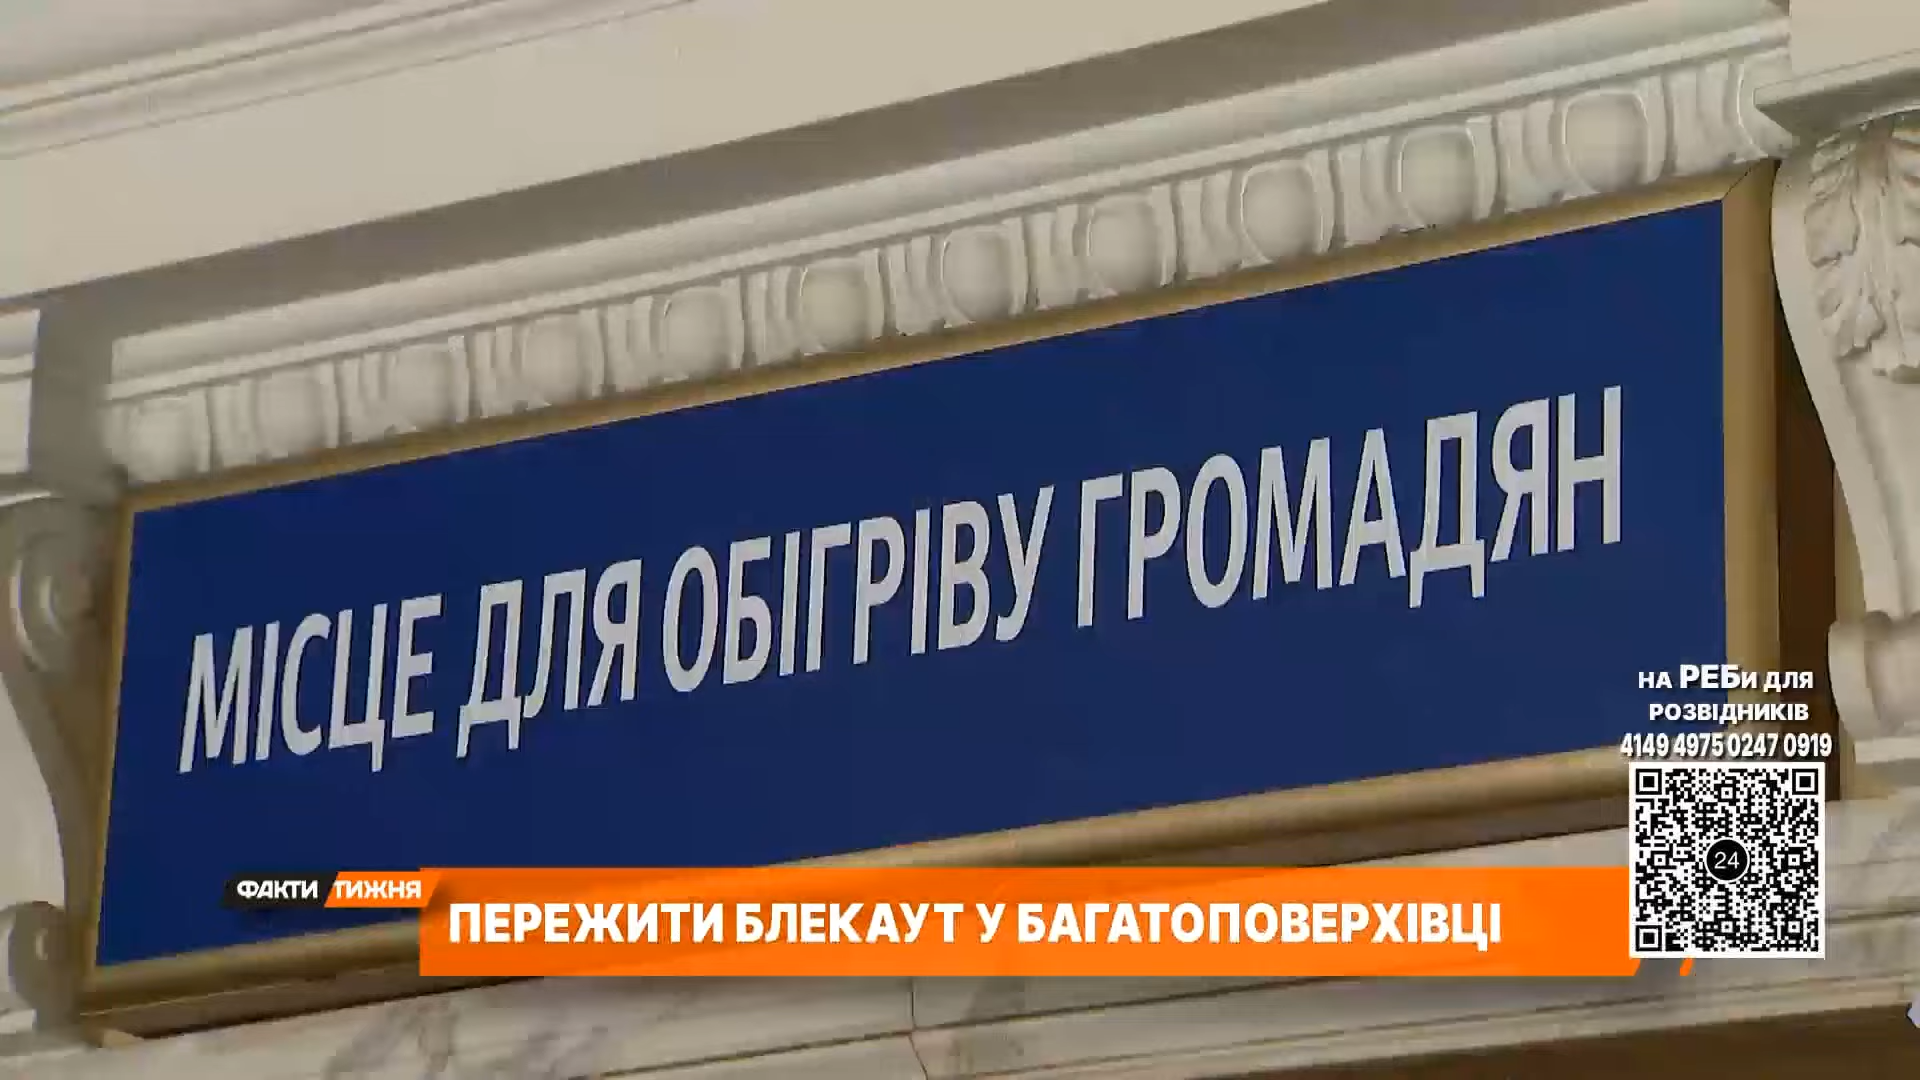 МІСЦЕ ДЛЯ ОБІГРІВУ ГРОМАДЯН
НА РЕБи ДЛЯ
РОЗВІДНИКІВ
4149 4975 0247 0919
24
ФАКТИ ТИЖНЯ
ПЕРЕЖИТИ БЛЕКАУТ У БАГАТОПОВЕРХІВЦІ